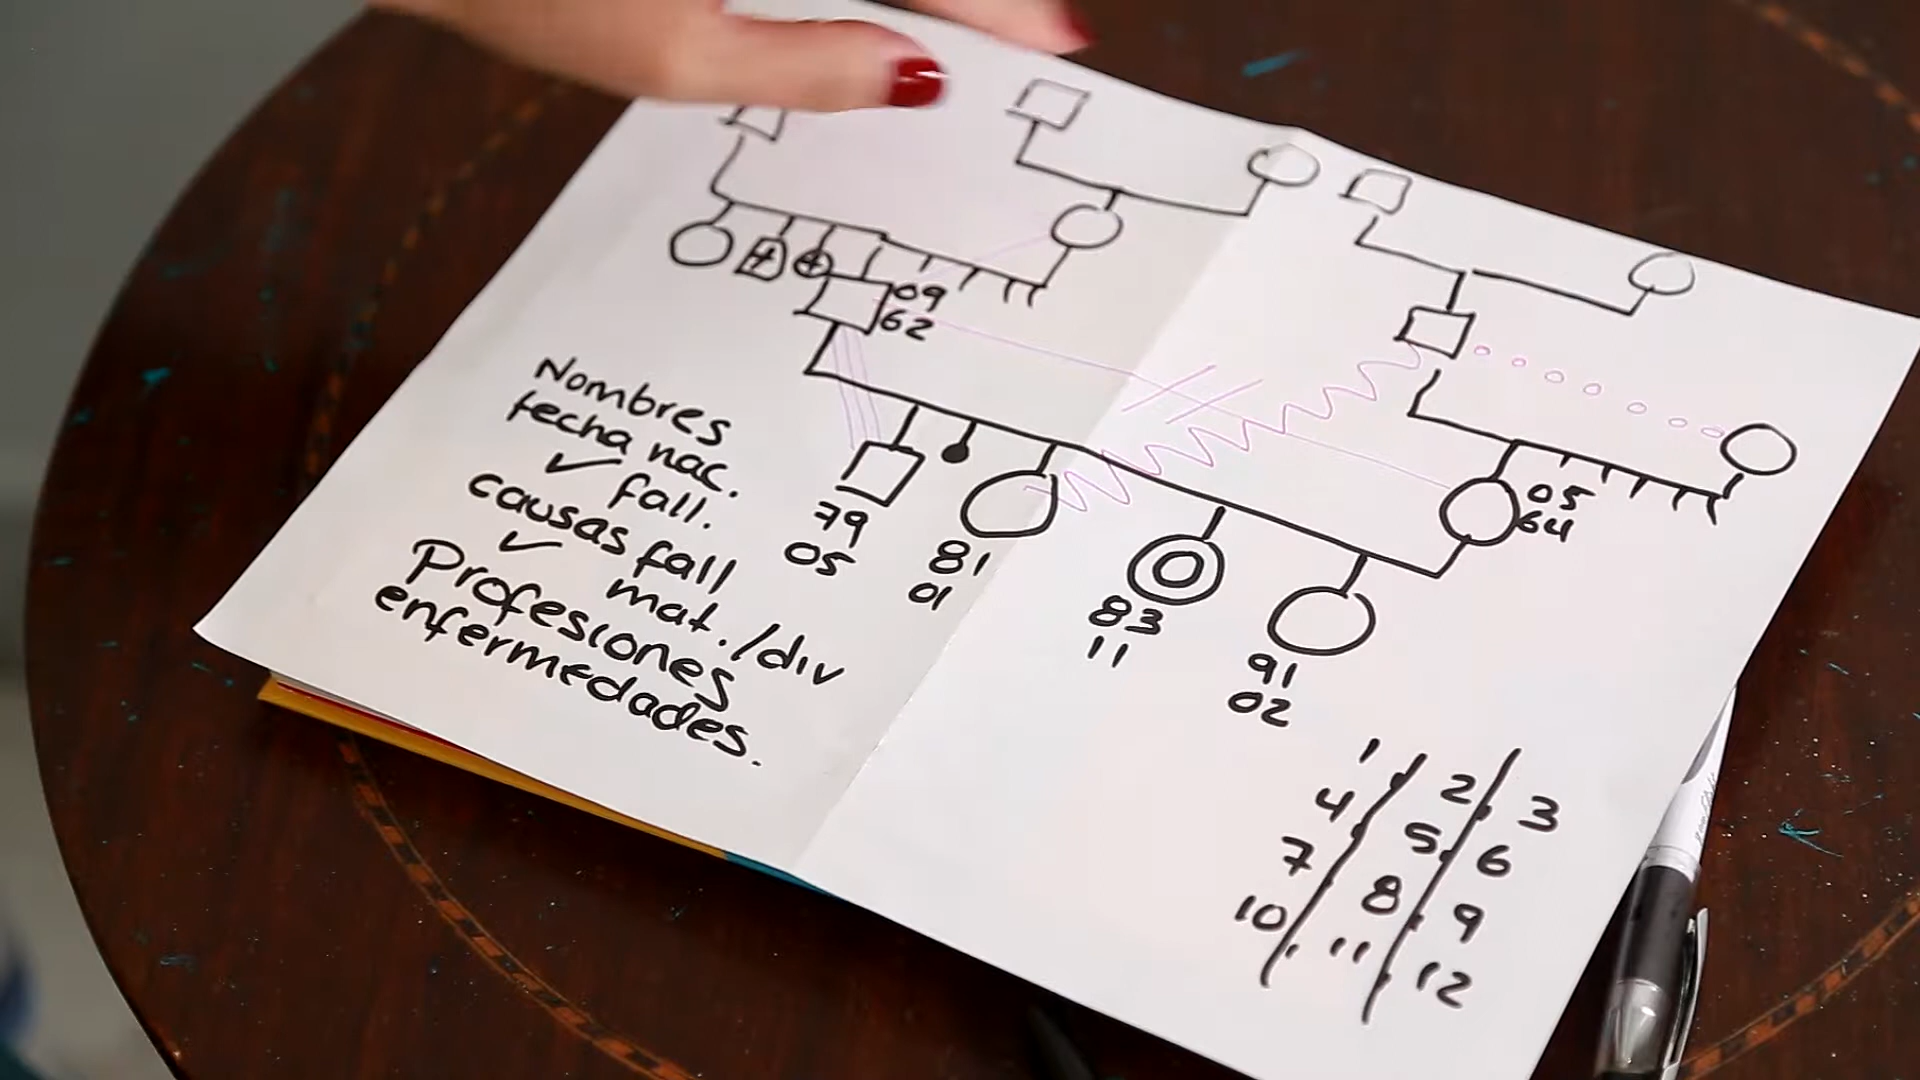 09
62
Nombres
fecha nac.
✓ fall.
causas fall
✓ mat./div
Profesiones
enfermedades.
79
05
81
01
83
11
91
02
05
64
1 2 3
4 5 6
7 8 9
10 11 12